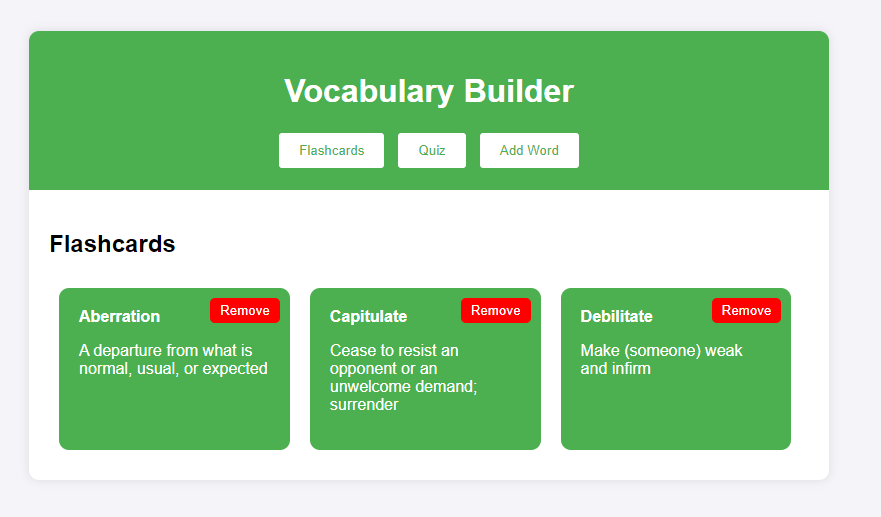 Vocabulary Builder
Flashcards
Quiz
Add Word
Flashcards
Aberration
Remove
A departure from what is
normal, usual, or expected
Capitulate
Remove
Cease to resist an
opponent or an
unwelcome demand;
surrender
Debilitate
Remove
Make (someone) weak
and infirm